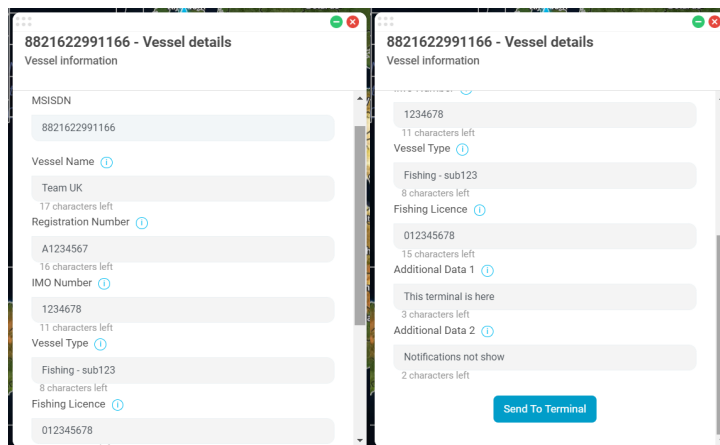 8821622991166 - Vessel details
Vessel information
MSISDN
8821622991166
Vessel Name
Team UK
17 characters left
Registration Number
A1234567
16 characters left
IMO Number
1234678
11 characters left
Vessel Type
Fishing - sub123
8 characters left
Fishing Licence
012345678
8821622991166 - Vessel details
Vessel information
1234678
11 characters left
Vessel Type
Fishing - sub123
8 characters left
Fishing Licence
012345678
15 characters left
Additional Data 1
This terminal is here
3 characters left
Additional Data 2
Notifications not show
2 characters left
Send To Terminal